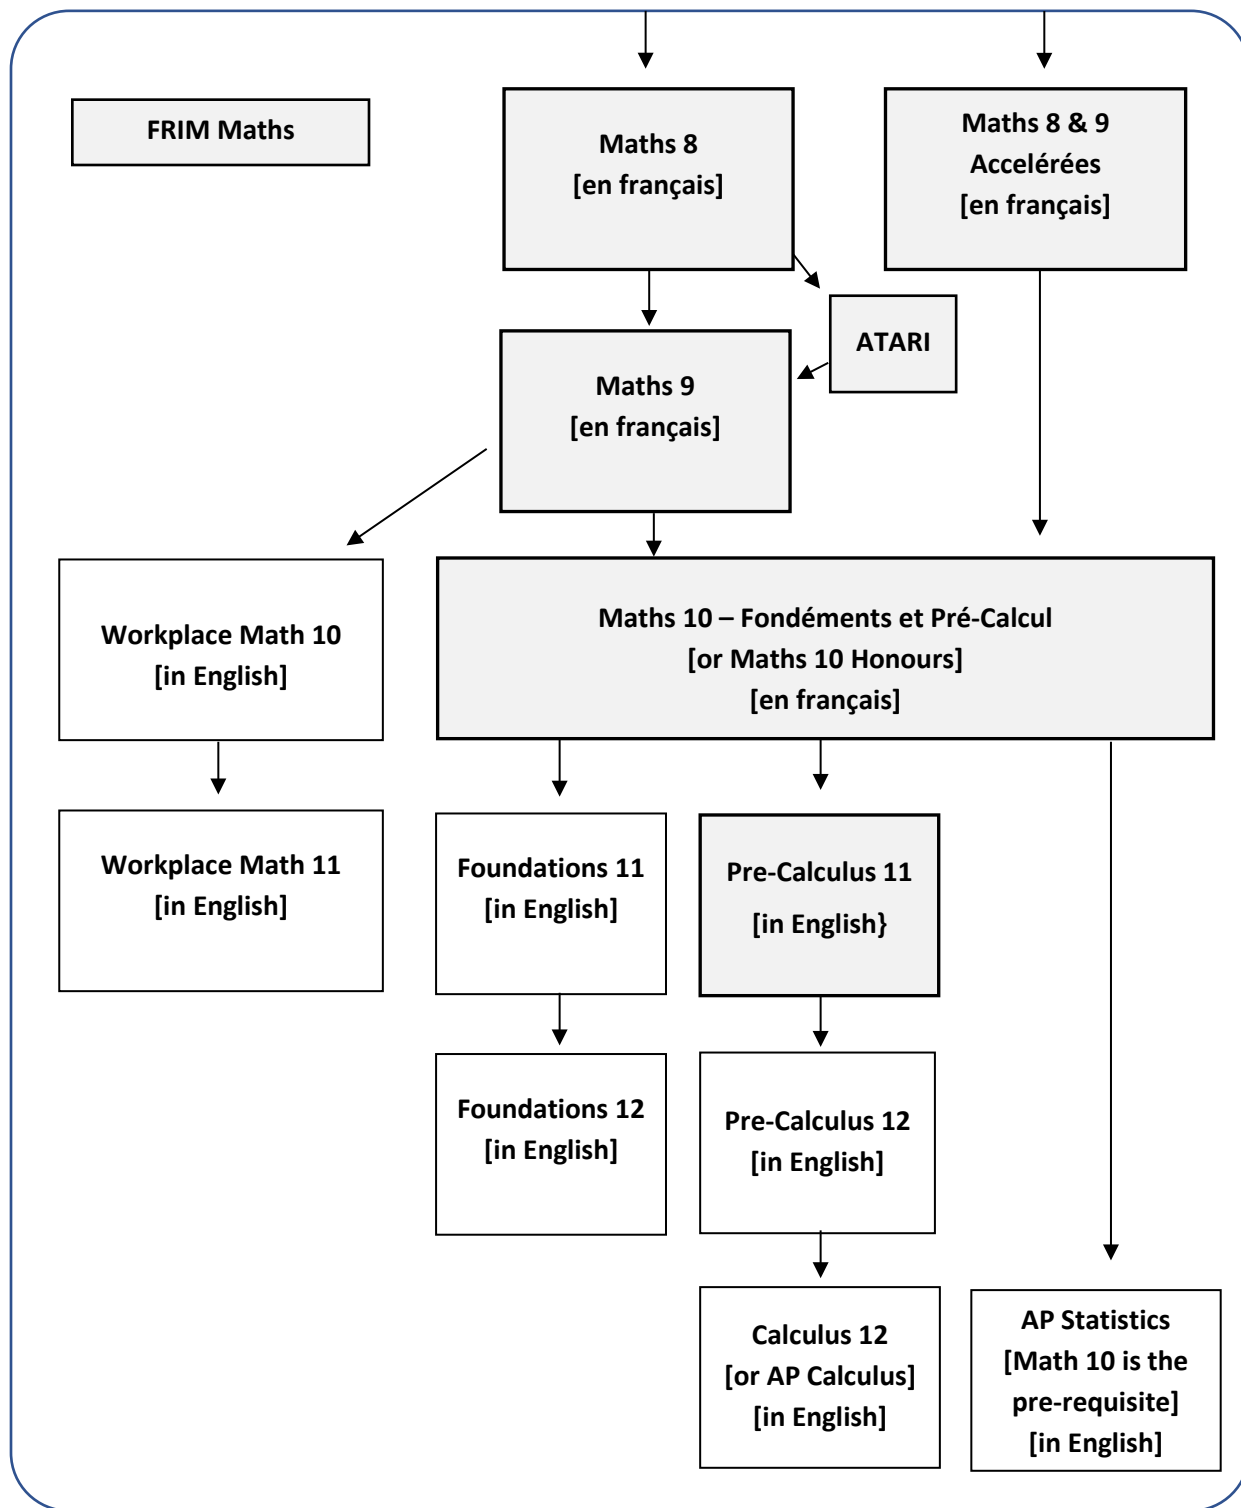 FRIM Maths
Maths 8
[en français]
Maths 8 & 9
Accelérées
[en français]
ATARI
Maths 9
[en français]
Workplace Math 10
[in English]
Maths 10 – Fondéments et Pré-Calcul
[or Maths 10 Honours]
[en français]
Workplace Math 11
[in English]
Foundations 11
[in English]
Pre-Calculus 11
[in English}
Foundations 12
[in English]
Pre-Calculus 12
[in English]
Calculus 12
[or AP Calculus]
[in English]
AP Statistics
[Math 10 is the
pre-requisite]
[in English]